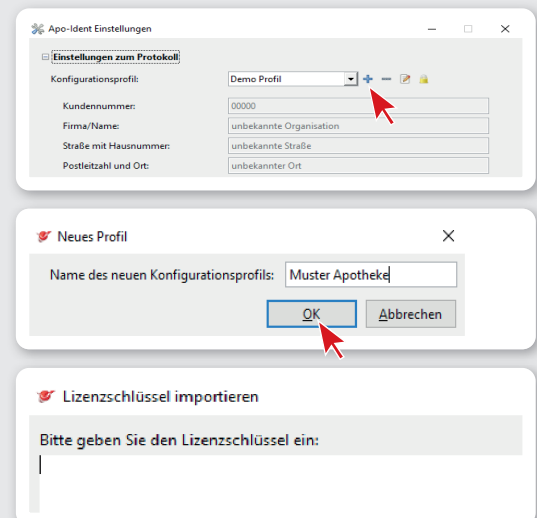 Apo-Ident Einstellungen
Einstellungen zum Protokoll
Konfigurationsprofil: Demo Profil
Kundennummer: 00000
Firma/Name: unbekannte Organisation
Straße mit Hausnummer: unbekannte Straße
Postleitzahl und Ort: unbekannter Ort
Neues Profil
Name des neuen Konfigurationsprofils: Muster Apotheke
OK Abbrechen
Lizenzschlüssel importieren
Bitte geben Sie den Lizenzschlüssel ein: